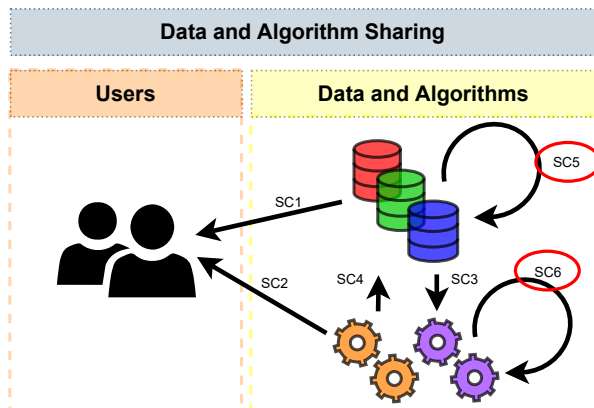 Data and Algorithm Sharing
Users
Data and Algorithms
SC5
SC1
SC2
SC4
SC3
SC6